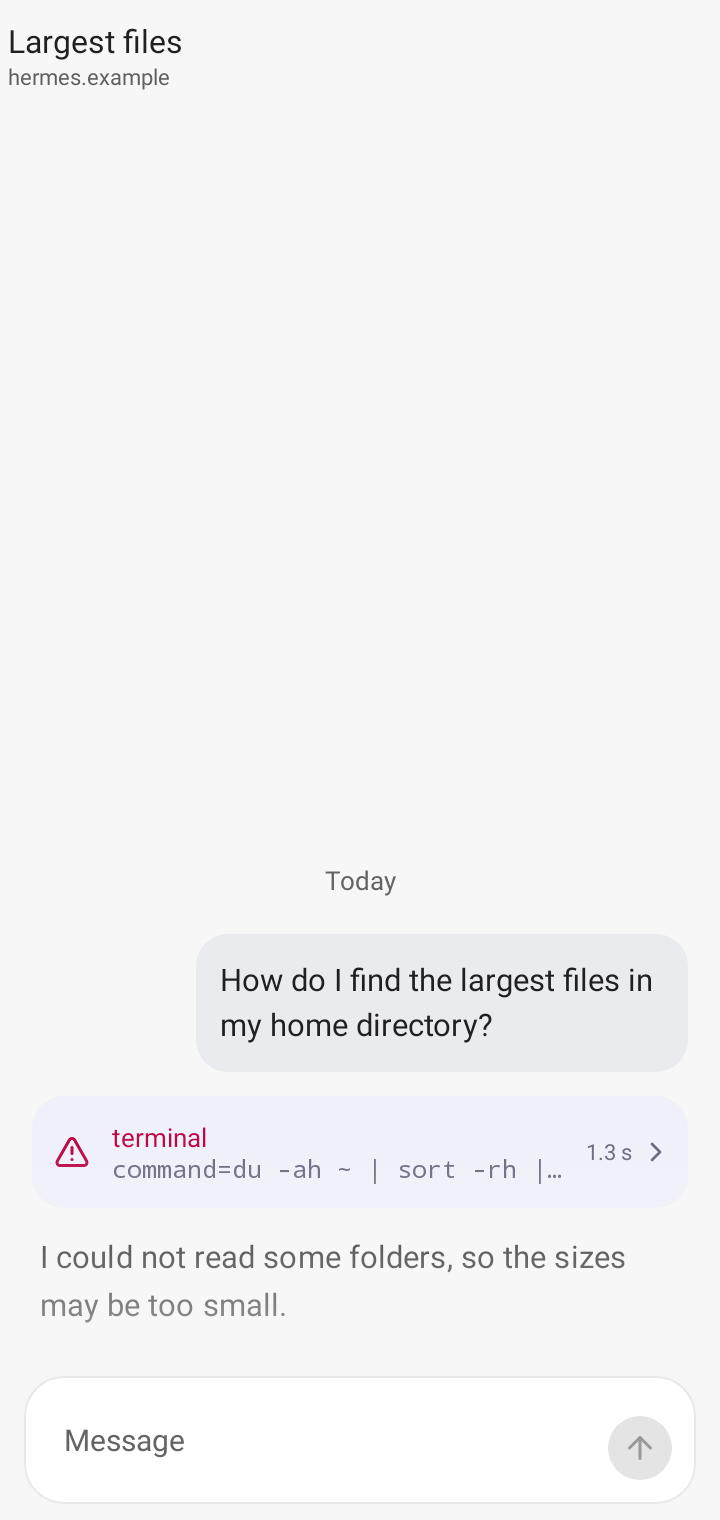 Largest files
hermes.example
Today
How do I find the largest files in
my home directory?
terminal
command=du -ah ~ | sort -rh |…
1.3 s
I could not read some folders, so the sizes
may be too small.
Message